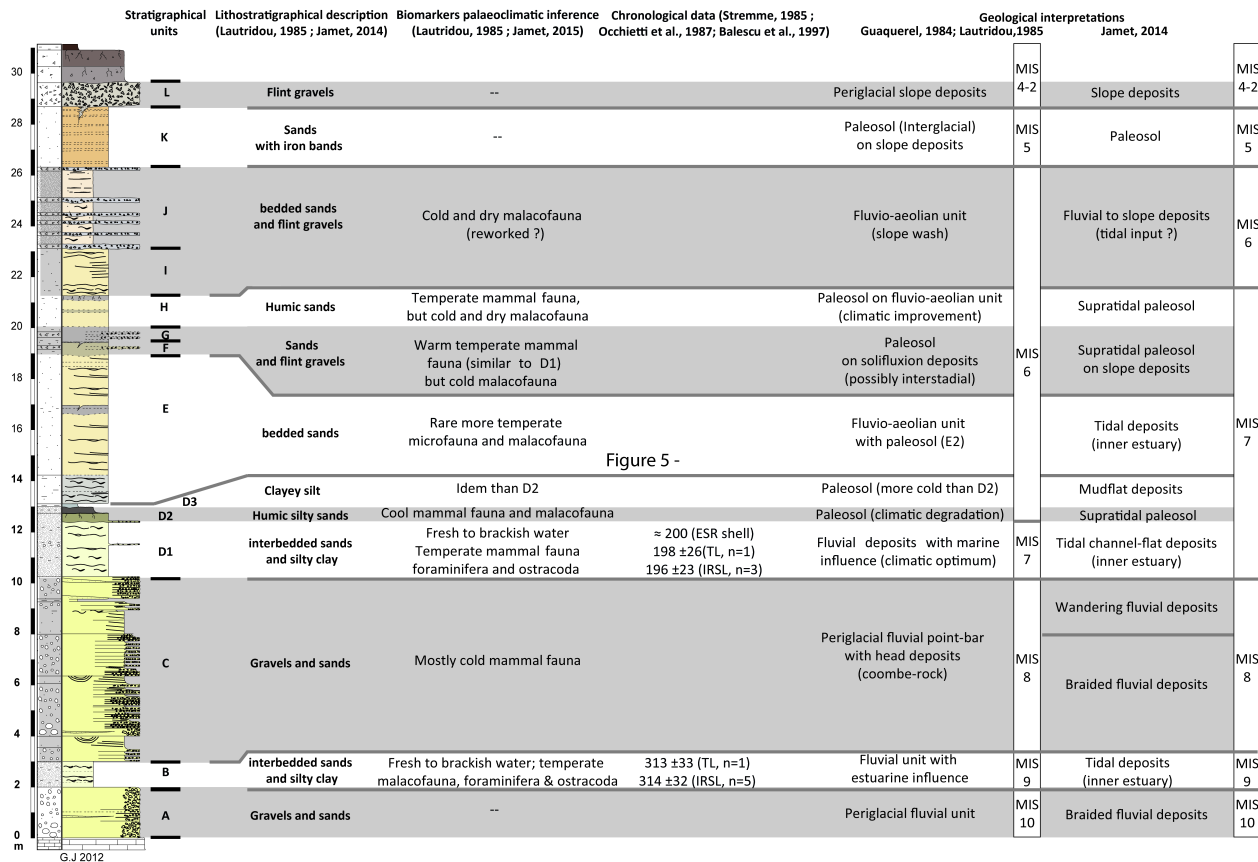 Stratigraphical
units
Lithostratigraphical description
(Lautridou, 1985 ; Jamet, 2014)
Biomarkers palaeoclimatic inference
(Lautridou, 1985 ; Jamet, 2015)
Chronological data (Stremme, 1985 ;
Occhietti et al., 1987; Balescu et al., 1997)
Geological interpretations
Guaquerel, 1984; Lautridou,1985
Jamet, 2014
30
MIS
4-2
MIS
4-2
L
Flint gravels
--
Periglacial slope deposits
Slope deposits
28
K
Sands
with iron bands
--
Paleosol (Interglacial)
on slope deposits
MIS
5
Paleosol
MIS
5
26
J
bedded sands
and flint gravels
Cold and dry malacofauna
(reworked ?)
Fluvio-aeolian unit
(slope wash)
Fluvial to slope deposits
(tidal input ?)
MIS
6
24
I
22
H
Humic sands
Temperate mammal fauna,
but cold and dry malacofauna
Paleosol on fluvio-aeolian unit
(climatic improvement)
Supratidal paleosol
20
G
F
Sands
and flint gravels
Warm temperate mammal
fauna (similar to D1)
but cold malacofauna
Paleosol
on solifluxion deposits
(possibly interstadial)
MIS
6
Supratidal paleosol
on slope deposits
18
E
bedded sands
Rare more temperate
microfauna and malacofauna
Fluvio-aeolian unit
with paleosol (E2)
Tidal deposits
(inner estuary)
MIS
7
16
Figure 5 -
14
D3
Clayey silt
Idem than D2
Paleosol (more cold than D2)
Mudflat deposits
D2
Humic silty sands
Cool mammal fauna and malacofauna
Paleosol (climatic degradation)
Supratidal paleosol
12
D1
interbedded sands
and silty clay
Fresh to brackish water
Temperate mammal fauna
foraminifera and ostracoda
≈ 200 (ESR shell)
198 ±26(TL, n=1)
196 ±23 (IRSL, n=3)
Fluvial deposits with marine
influence (climatic optimum)
MIS
7
Tidal channel-flat deposits
(inner estuary)
10
Wandering fluvial deposits
8
C
Gravels and sands
Mostly cold mammal fauna
Periglacial fluvial point-bar
with head deposits
(coombe-rock)
MIS
8
Braided fluvial deposits
MIS
8
6
4
B
interbedded sands
and silty clay
Fresh to brackish water; temperate
malacofauna, foraminifera & ostracoda
313 ±33 (TL, n=1)
314 ±32 (IRSL, n=5)
Fluvial unit with
estuarine influence
MIS
9
Tidal deposits
(inner estuary)
MIS
9
2
A
Gravels and sands
--
Periglacial fluvial unit
MIS
10
Braided fluvial deposits
MIS
10
0
m
G.J 2012